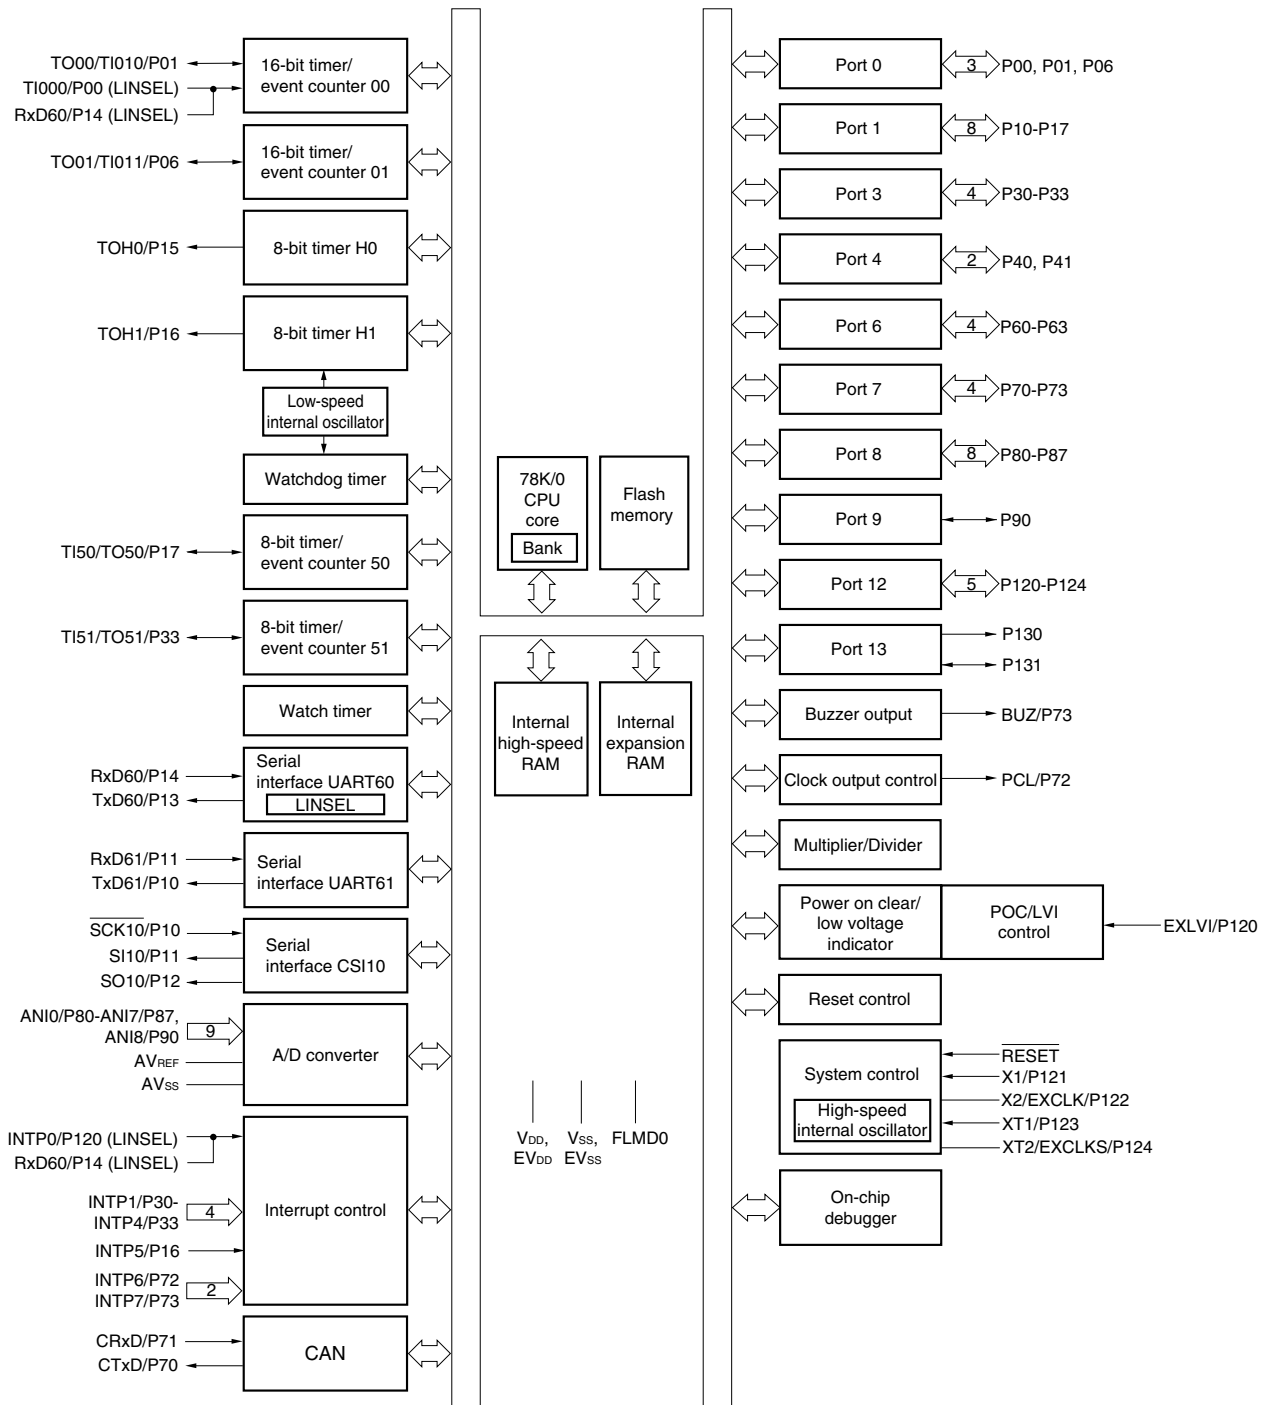 TO00/TI010/P01
TI000/P00 (LINSEL)
RxD60/P14 (LINSEL)
16-bit timer/
event counter 00
TO01/TI011/P06
16-bit timer/
event counter 01
TOH0/P15
8-bit timer H0
TOH1/P16
8-bit timer H1
Low-speed
internal oscillator
Watchdog timer
TI50/TO50/P17
8-bit timer/
event counter 50
TI51/TO51/P33
8-bit timer/
event counter 51
Watch timer
RxD60/P14
TxD60/P13
Serial
interface UART60
LINSEL
RxD61/P11
TxD61/P10
Serial
interface UART61
SCK10/P10
SI10/P11
SO10/P12
Serial
interface CSI10
ANI0/P80-ANI7/P87,
ANI8/P90
9
AVREF
AVSS
A/D converter
INTP0/P120 (LINSEL)
RxD60/P14 (LINSEL)
INTP1/P30-
INTP4/P33
4
INTP5/P16
INTP6/P72
INTP7/P73
2
Interrupt control
CRxD/P71
CTxD/P70
CAN
78K/0
CPU
core
Bank
Flash
memory
Internal
high-speed
RAM
Internal
expansion
RAM
VDD,
EVDD
VSS,
EVSS
FLMD0
Port 0
3
P00, P01, P06
Port 1
8
P10-P17
Port 3
4
P30-P33
Port 4
2
P40, P41
Port 6
4
P60-P63
Port 7
4
P70-P73
Port 8
8
P80-P87
Port 9
P90
Port 12
5
P120-P124
Port 13
P130
P131
Buzzer output
BUZ/P73
Clock output control
PCL/P72
Multiplier/Divider
Power on clear/
low voltage
indicator
POC/LVI
control
EXLVI/P120
Reset control
System control
High-speed
internal oscillator
RESET
X1/P121
X2/EXCLK/P122
XT1/P123
XT2/EXCLKS/P124
On-chip
debugger